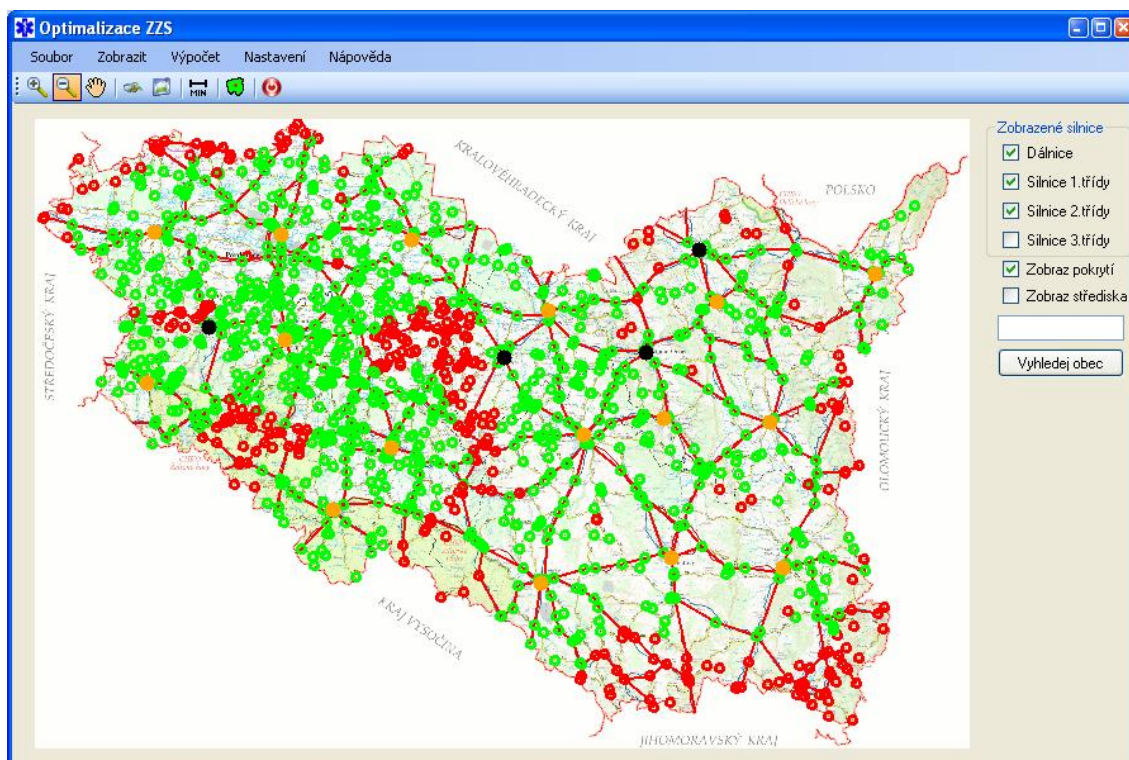 Optimalizace ZZS
Soubor Zobrazit Výpočet Nastavení Nápověda
MIN
Zobrazené silnice
Dálnice
Silnice 1.třídy
Silnice 2.třídy
Silnice 3.třídy
Zobraz pokrytí
Zobraz střediska
Vyhledej obec
KRALOVÉHRADECKÝ KRAJ
POLSKO
STŘEDOČESKÝ KRAJ
OLOMOUCKÝ KRAJ
KRAJ VYSOČINA
JIHOMORAVSKÝ KRAJ